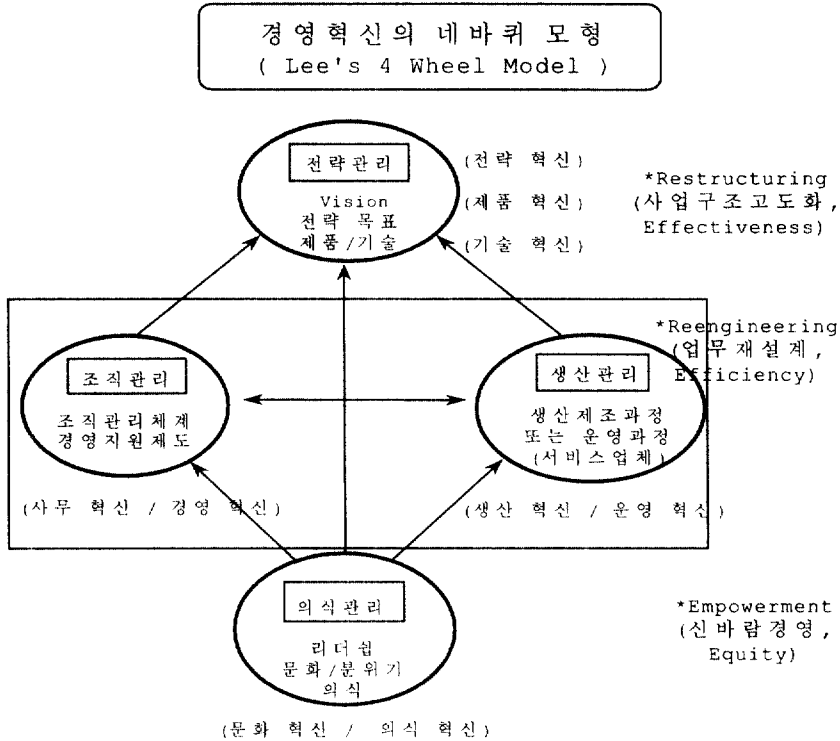 경영혁신의 네바퀴 모형
( Lee's 4 Wheel Model )
전략관리
Vision
전략 목표
제품/기술
(전략 혁신)
(제품 혁신)
(기술 혁신)
*Restructuring
(사업구조고도화,
Effectiveness)
조직관리
조직관리체계
경영지원제도
(사무 혁신 / 경영 혁신)
생산관리
생산제조과정
또는 운영과정
(서비스업체)
(생산 혁신 / 운영 혁신)
*Reengineering
(업무재설계,
Efficiency)
의식관리
리더쉽
문화/분위기
의식
(문화 혁신 / 의식 혁신)
*Empowerment
(신바람경영,
Equity)